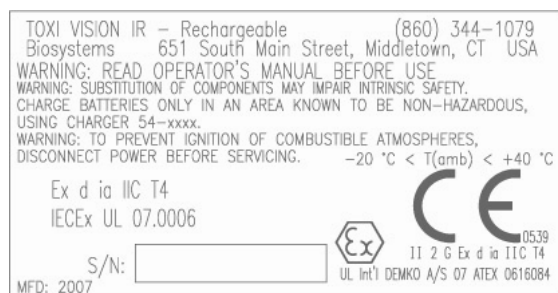 TOXI VISION IR – Rechargeable (860) 344-1079
Biosystems 651 South Main Street, Middletown, CT USA
WARNING: READ OPERATOR'S MANUAL BEFORE USE
WARNING: SUBSTITUTION OF COMPONENTS MAY IMPAIR INTRINSIC SAFETY.
CHARGE BATTERIES ONLY IN AN AREA KNOWN TO BE NON-HAZARDOUS,
USING CHARGER 54-xxxx.
WARNING: TO PREVENT IGNITION OF COMBUSTIBLE ATMOSPHERES,
DISCONNECT POWER BEFORE SERVICING. -20 °C < T(amb) < +40 °C
Ex d ia IIC T4
IECEx UL 07.0006
CE 0539
Ex
II 2 G Ex d ia IIC T4
S/N:
UL Int'l DEMKO A/S 07 ATEX 0616084
MFD: 2007